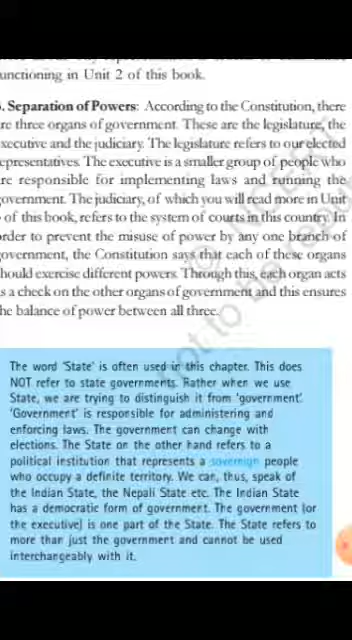 functioning in Unit 2 of this book.
. Separation of Powers: According to the Constitution, there
re three organs of government. These are the legislature, the
xecutive and the judiciary. The legislature refers to our elected
epresentatives. The executive is a smaller group of people who
re responsible for implementing laws and running the
overnment. The judiciary, of which you will read more in Unit
of this book, refers to the system of courts in this country. In
rder to prevent the misuse of power by any one branch of
overnment, the Constitution says that each of these organs
hould exercise different powers. Through this, each organ acts
s a check on the other organs of government and this ensures
he balance of power between all three.
not to be
The word 'State' is often used in this chapter. This does
NOT refer to state governments. Rather when we use
State, we are trying to distinguish it from 'government'.
'Government' is responsible for administering and
enforcing laws. The government can change with
elections. The State on the other hand refers to a
political institution that represents a sovereign people
who occupy a definite territory. We can, thus, speak of
the Indian State, the Nepali State etc. The Indian State
has a democratic form of government. The government (or
the executive) is one part of the State. The State refers to
more than just the government and cannot be used
interchangeably with it.